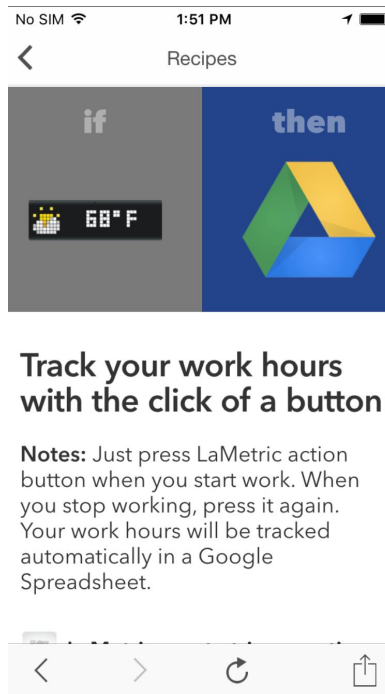 No SIM 1:51 PM
Recipes
if then
68°F
Track your work hours
with the click of a button
Notes: Just press LaMetric action
button when you start work. When
you stop working, press it again.
Your work hours will be tracked
automatically in a Google
Spreadsheet.